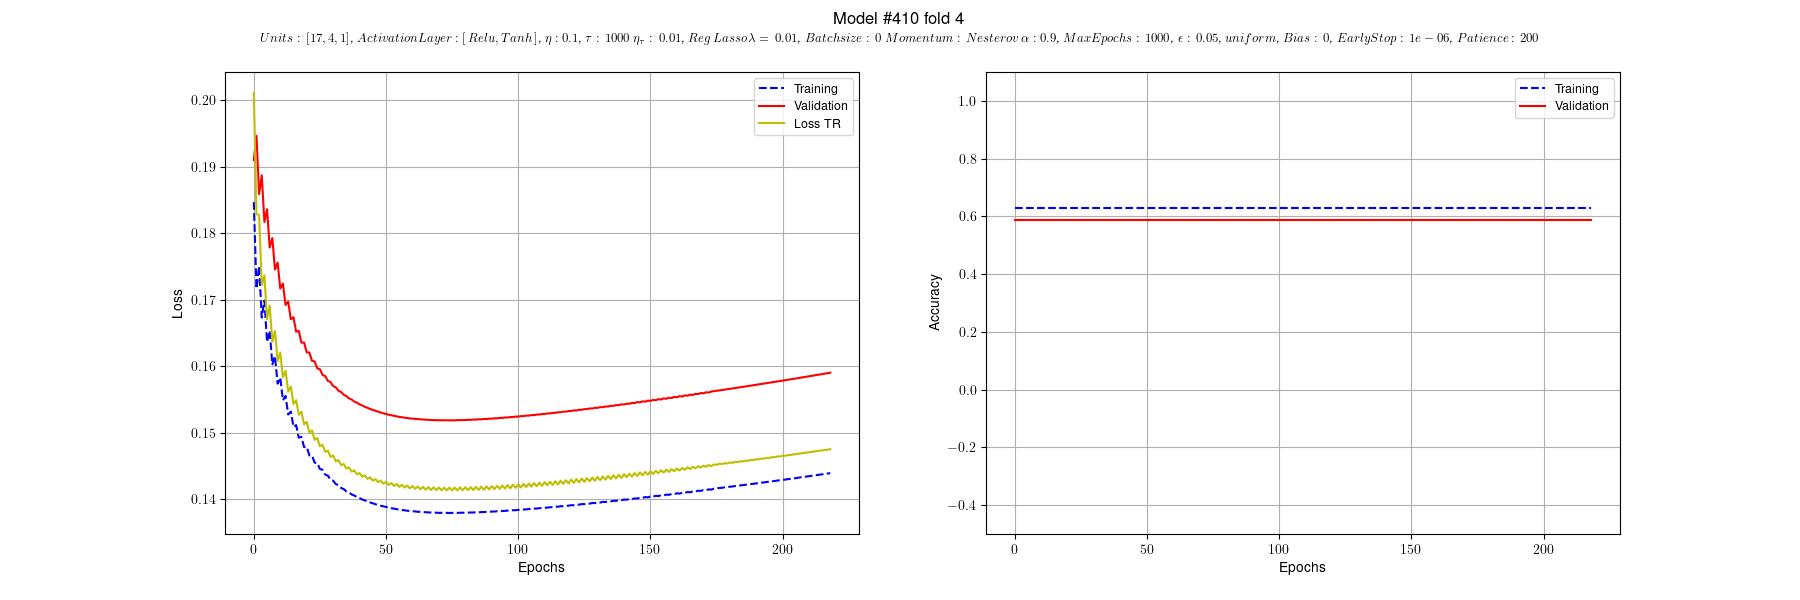 Model #410 fold 4
Units : [17, 4, 1], ActivationLayer : [ Relu, Tanh ], η : 0.1, τ : 1000 ητ : 0.01, Reg Lassoλ = 0.01, Batchsize : 0 Momentum : Nesterov α : 0.9, MaxEpochs : 1000, ϵ : 0.05, uniform, Bias : 0, EarlyStop : 1e − 06, Patience : 200
Training
Validation
Loss TR
0.20
0.19
0.18
0.17
0.16
0.15
0.14
Loss
0 50 100 150 200
Epochs
Training
Validation
1.0
0.8
0.6
0.4
0.2
0.0
−0.2
−0.4
Accuracy
0 50 100 150 200
Epochs